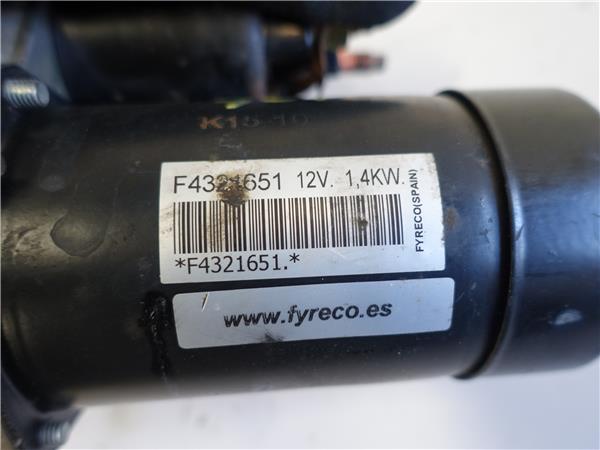 F4321651 12V. 1,4KW.
*F4321651.*
FYRECO(SPAIN)
www.fyreco.es